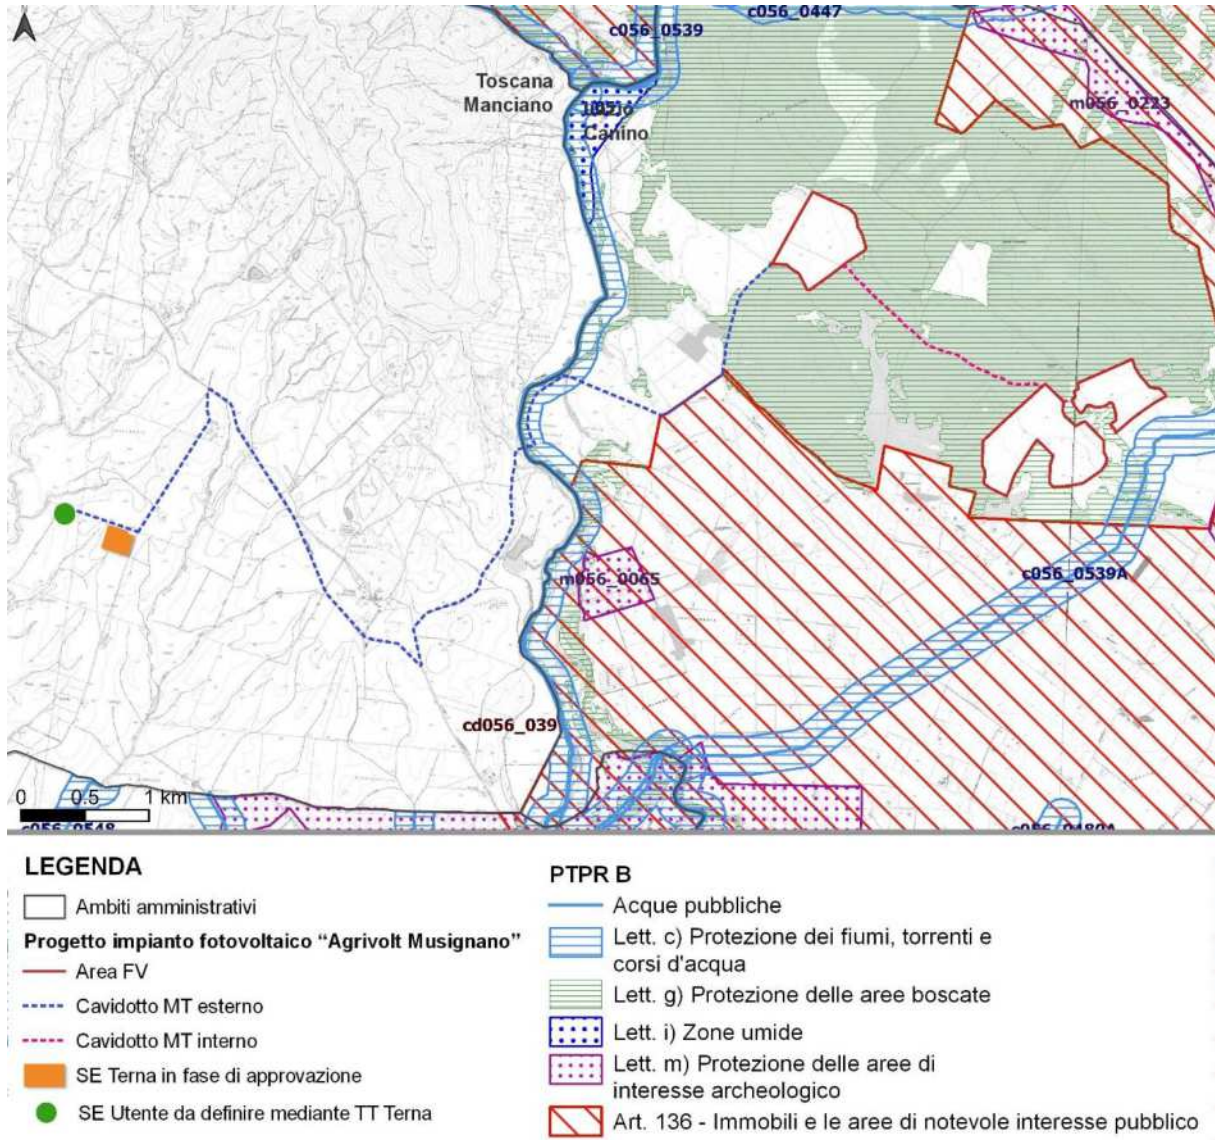 c056_0447
c056_0539
Toscana
Manciano
Lazio
Canino
m056_0223
m056_0065
c056_0539A
cd056_039
0 0.5 1 km
c056_0548
c056_0480A
LEGENDA
Ambiti amministrativi
Progetto impianto fotovoltaico “Agrivolt Musignano”
Area FV
Cavidotto MT esterno
Cavidotto MT interno
SE Terna in fase di approvazione
SE Utente da definire mediante TT Terna
PTPR B
Acque pubbliche
Lett. c) Protezione dei fiumi, torrenti e
corsi d'acqua
Lett. g) Protezione delle aree boscate
Lett. i) Zone umide
Lett. m) Protezione delle aree di
interesse archeologico
Art. 136 - Immobili e le aree di notevole interesse pubblico